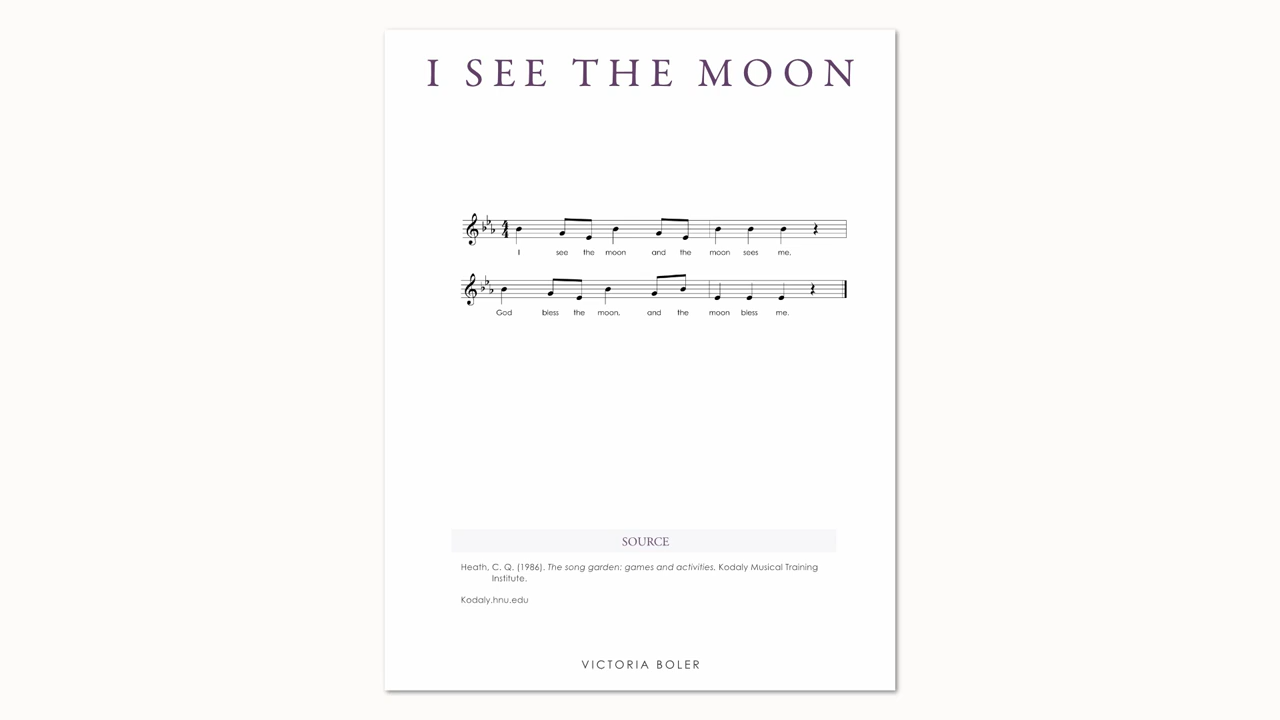 I SEE THE MOON
I see the moon and the moon sees me,
God bless the moon, and the moon bless me.
SOURCE
Heath, C. Q. (1986). The song garden: games and activities. Kodaly Musical Training
Institute.
Kodaly.hnu.edu
VICTORIA BOLER